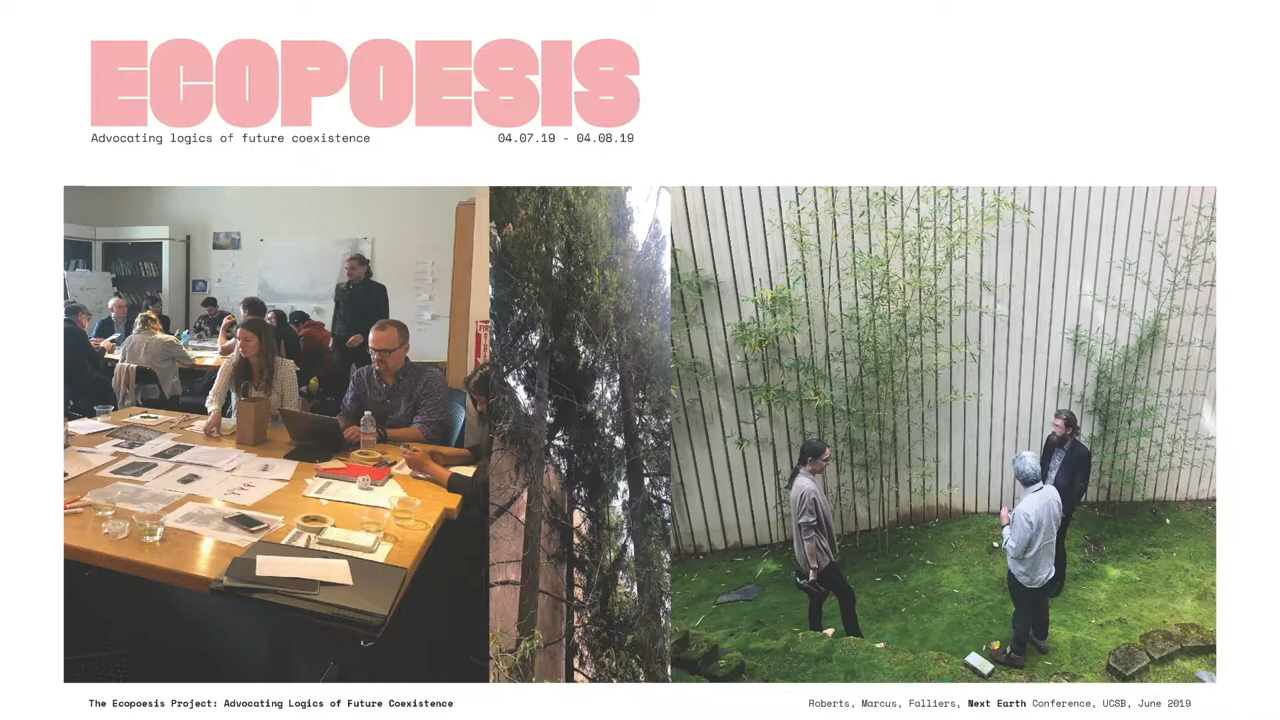 ECOPOESIS
Advocating logics of future coexistence
04.07.19 - 04.08.19
FIR
The Ecopoesis Project: Advocating Logics of Future Coexistence
Roberts, Marcus, Falliers, Next Earth Conference, UCSB, June 2019